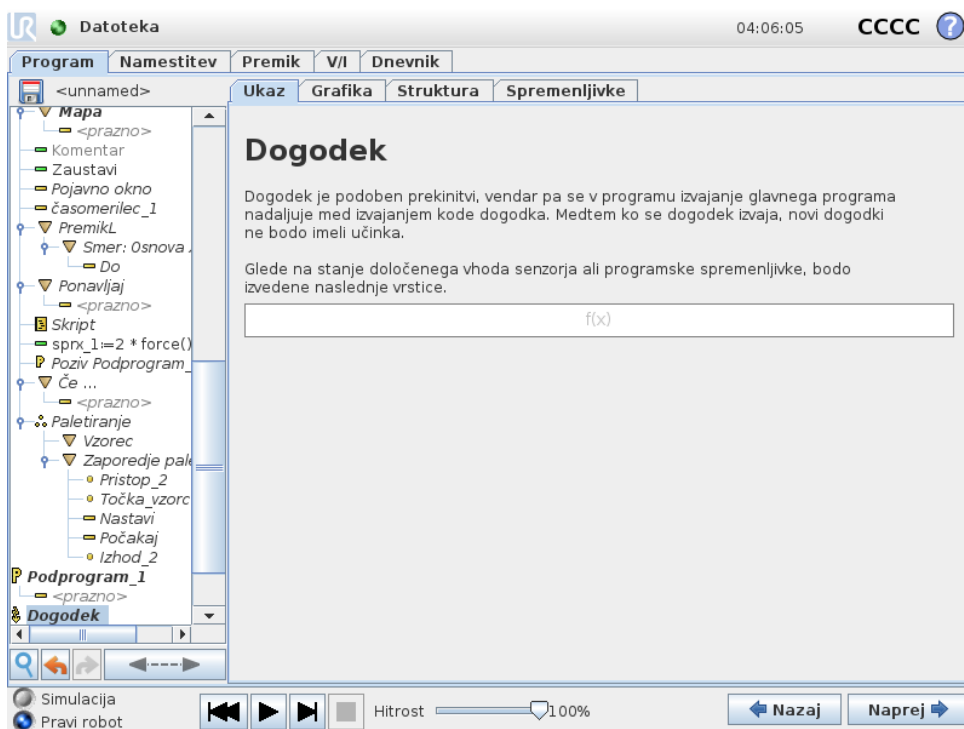 UR Datoteka 04:06:05 CCCC ?
Program Namestitev Premik V/I Dnevnik
<unnamed>
Ukaz Grafika Struktura Spremenljivke
Mapa
<prazno>
Komentar
Zaustavi
Pojavno okno
časomerilec_1
PremikL
Smer: Osnova
Do
Ponavljaj
<prazno>
Skript
sprx_1:=2 * force()
Poziv Podprogram_
Če ...
<prazno>
Paletiranje
Vzorec
Zaporedje pale
Pristop_2
Točka_vzorc
Nastavi
Počakaj
Izhod_2
Podprogram_1
<prazno>
Dogodek
Dogodek
Dogodek je podoben prekinitvi, vendar pa se v programu izvajanje glavnega programa
nadaljuje med izvajanjem kode dogodka. Medtem ko se dogodek izvaja, novi dogodki
ne bodo imeli učinka.
Glede na stanje določenega vhoda senzorja ali programske spremenljivke, bodo
izvedene naslednje vrstice.
f(x)
Simulacija
Pravi robot
Hitrost 100%
Nazaj Naprej